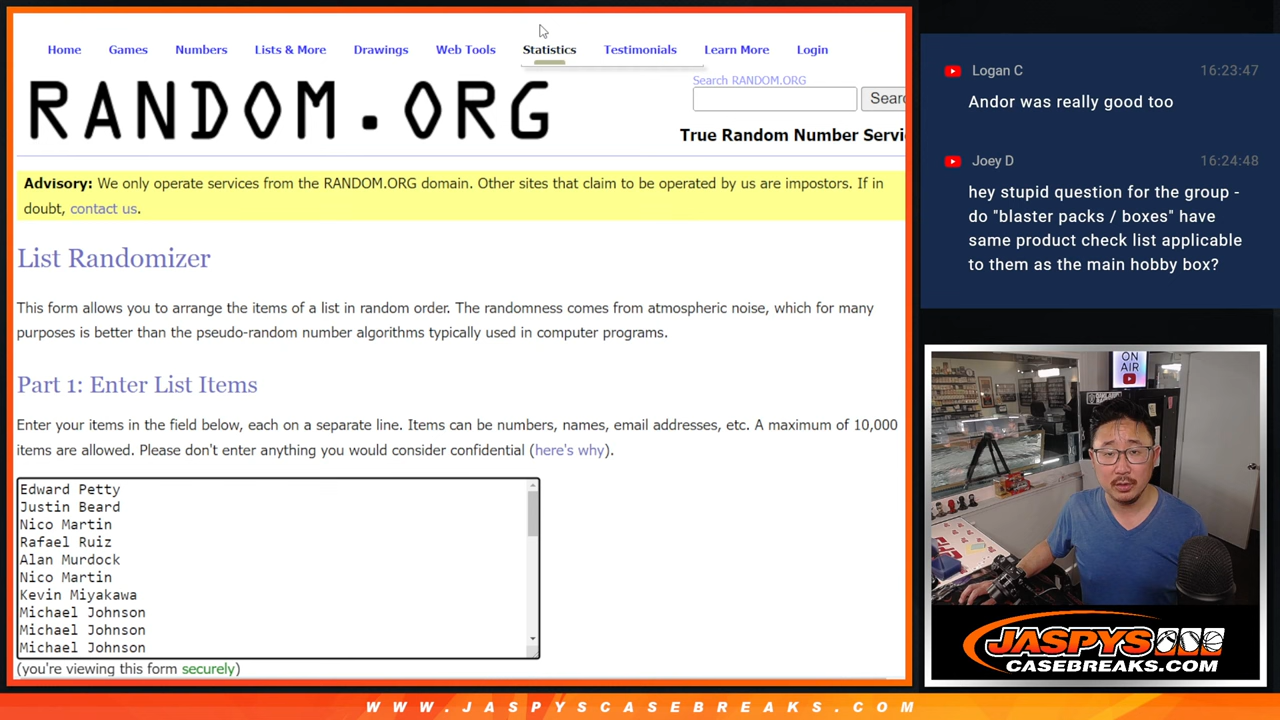 Home Games Numbers Lists & More Drawings Web Tools Statistics Testimonials Learn More Login
RANDOM.ORG
Search RANDOM.ORG
True Random Number
Advisory: We only operate services from the RANDOM.ORG domain. Other sites that claim to be operated by us are impostors. If in
doubt, contact us.
List Randomizer
This form allows you to arrange the items of a list in random order. The randomness comes from atmospheric noise, which for many
purposes is better than the pseudo-random number algorithms typically used in computer programs.
Part 1: Enter List Items
Enter your items in the field below, each on a separate line. Items can be numbers, names, email addresses, etc. A maximum of 10,000
items are allowed. Please don't enter anything you would consider confidential (here's why).
Edward Petty
Justin Beard
Nico Martin
Rafael Ruiz
Alan Murdock
Nico Martin
Kevin Miyakawa
Michael Johnson
Michael Johnson
Michael Johnson
(you're viewing this form securely)
Logan C 16:23:47
Andor was really good too
Joey D 16:24:48
hey stupid question for the group -
do "blaster packs / boxes" have
same product check list applicable
to them as the main hobby box?
ON
AIR
JASPYS
CASEBREAKS.COM
WWW.JASPYSCASEBREAKS.COM